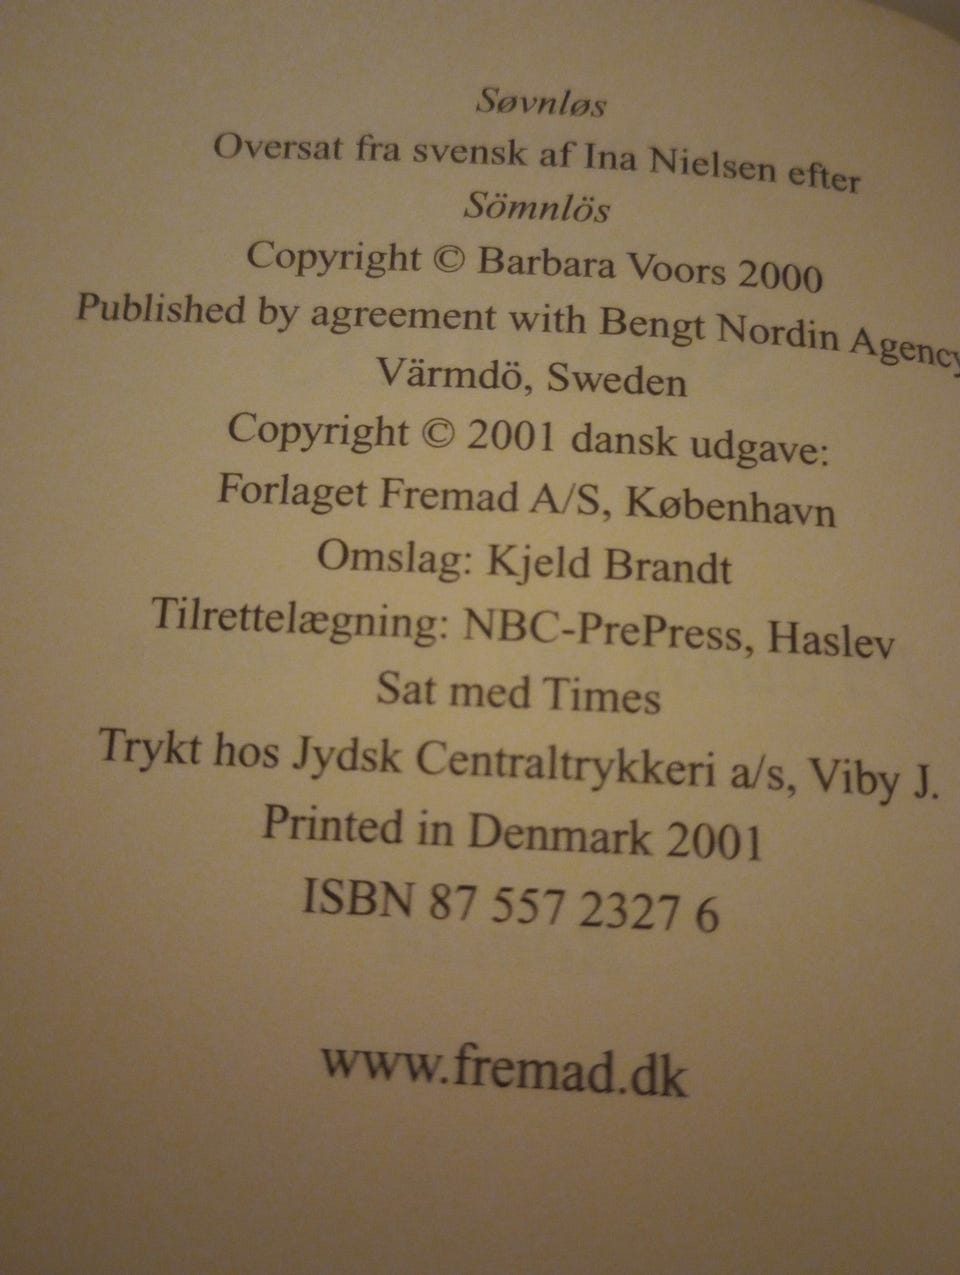 Søvnløs
Oversat fra svensk af Ina Nielsen efter
Sömnlös
Copyright © Barbara Voors 2000
Published by agreement with Bengt Nordin Agency
Värmdö, Sweden
Copyright © 2001 dansk udgave:
Forlaget Fremad A/S, København
Omslag: Kjeld Brandt
Tilrettelægning: NBC-PrePress, Haslev
Sat med Times
Trykt hos Jydsk Centraltrykkeri a/s, Viby J.
Printed in Denmark 2001
ISBN 87 557 2327 6
www.fremad.dk